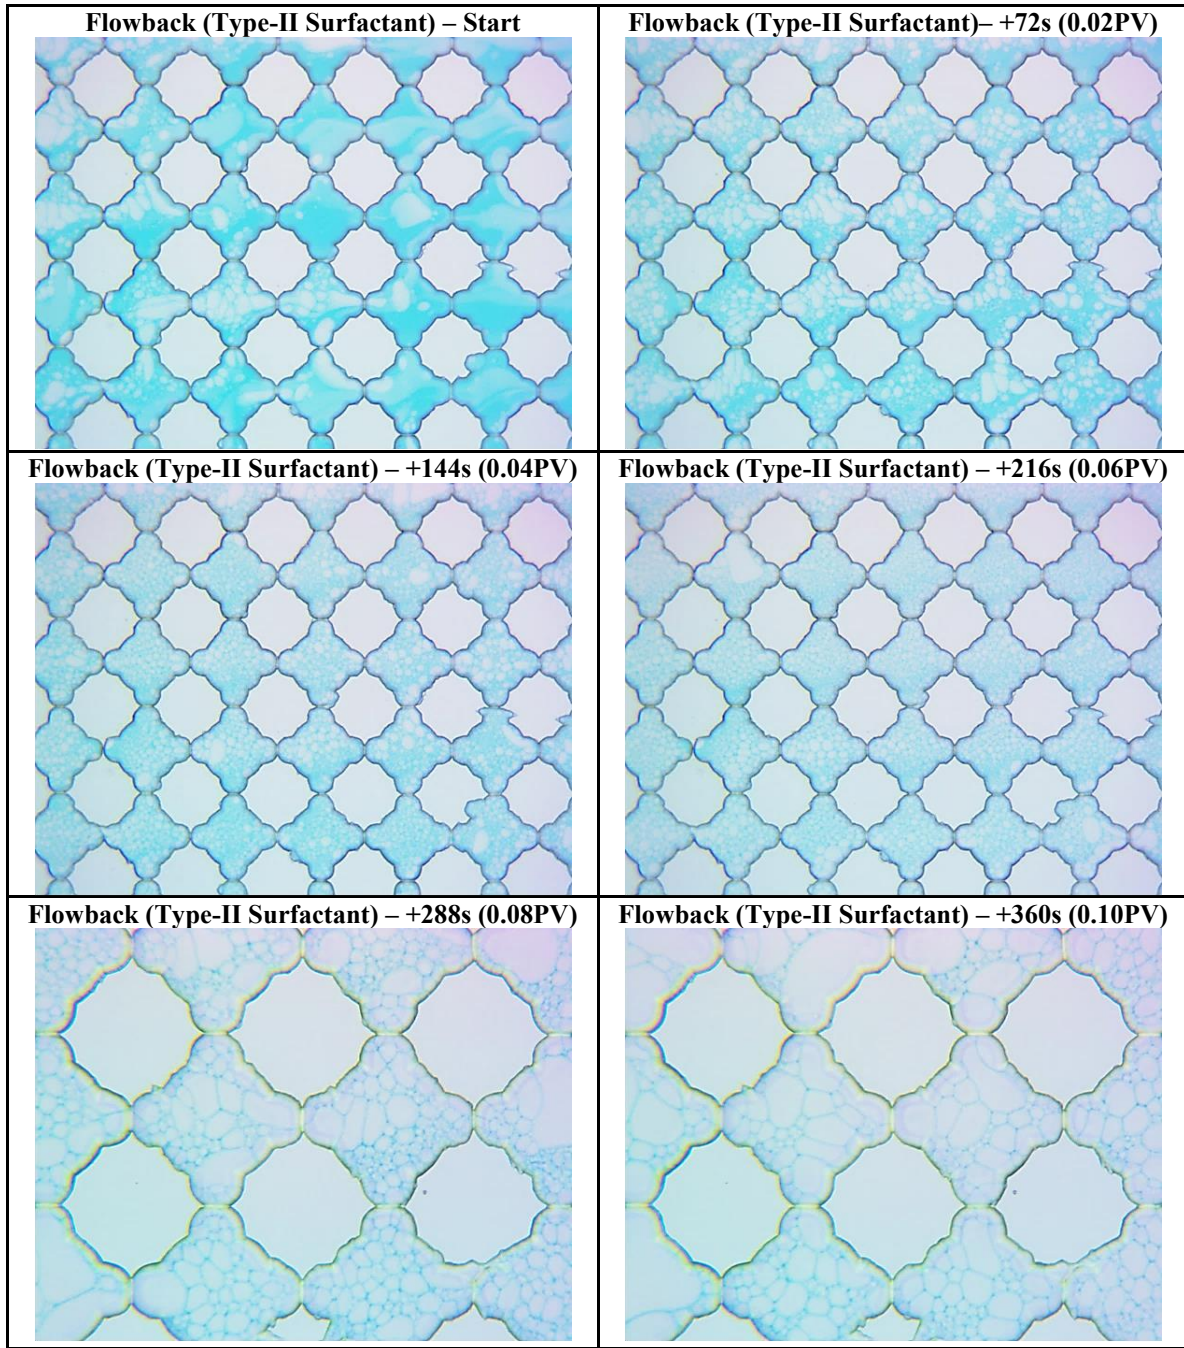 Flowback (Type-II Surfactant) – Start
Flowback (Type-II Surfactant)– +72s (0.02PV)
Flowback (Type-II Surfactant) – +144s (0.04PV)
Flowback (Type-II Surfactant) – +216s (0.06PV)
Flowback (Type-II Surfactant) – +288s (0.08PV)
Flowback (Type-II Surfactant) – +360s (0.10PV)